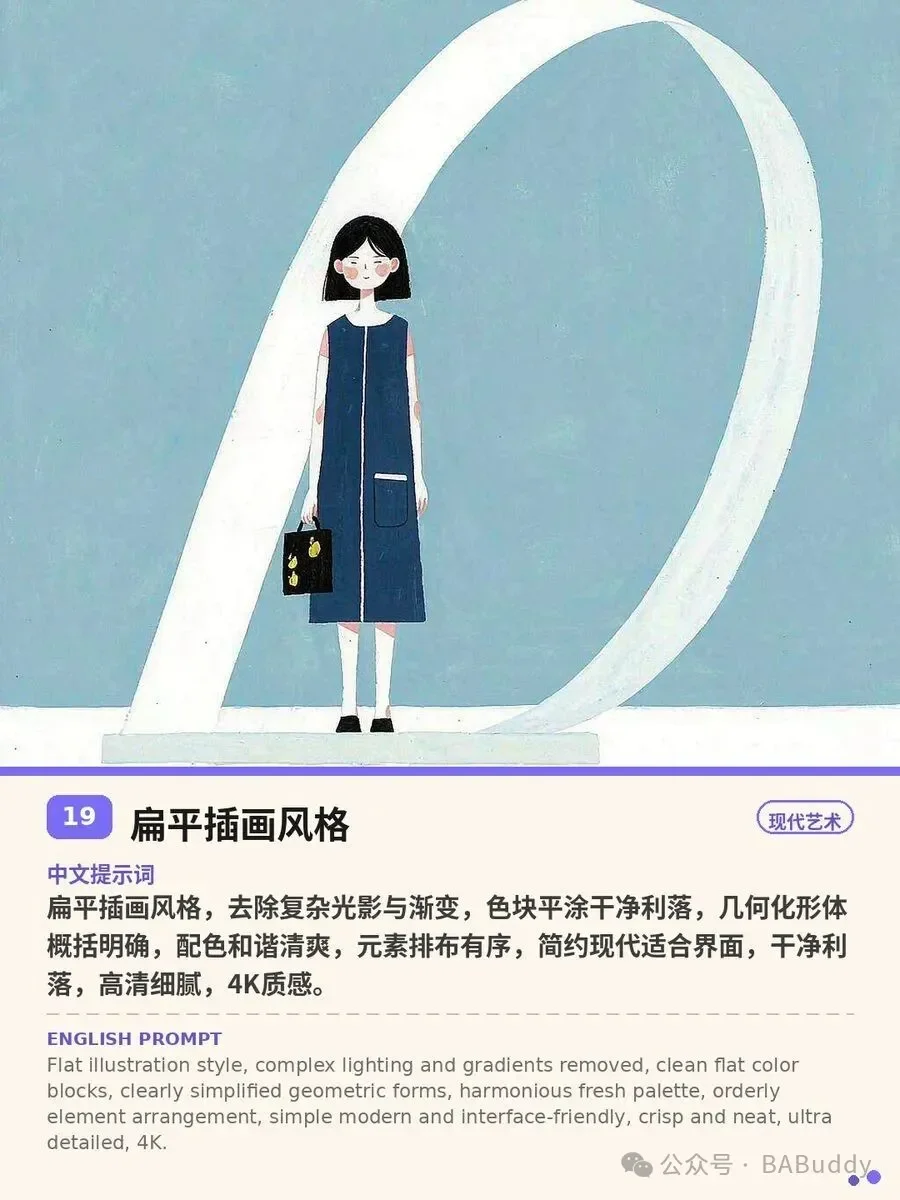 19
扁平插画风格
现代艺术
中文提示词
扁平插画风格，去除复杂光影与渐变，色块平涂干净利落，几何化形体
概括明确，配色和谐清爽，元素排布有序，简约现代适合界面，干净利
落，高清细腻，4K质感。
ENGLISH PROMPT
Flat illustration style, complex lighting and gradients removed, clean flat color
blocks, clearly simplified geometric forms, harmonious fresh palette, orderly
element arrangement, simple modern and interface-friendly, crisp and neat, ultra
detailed, 4K.
公众号 · BABuddy